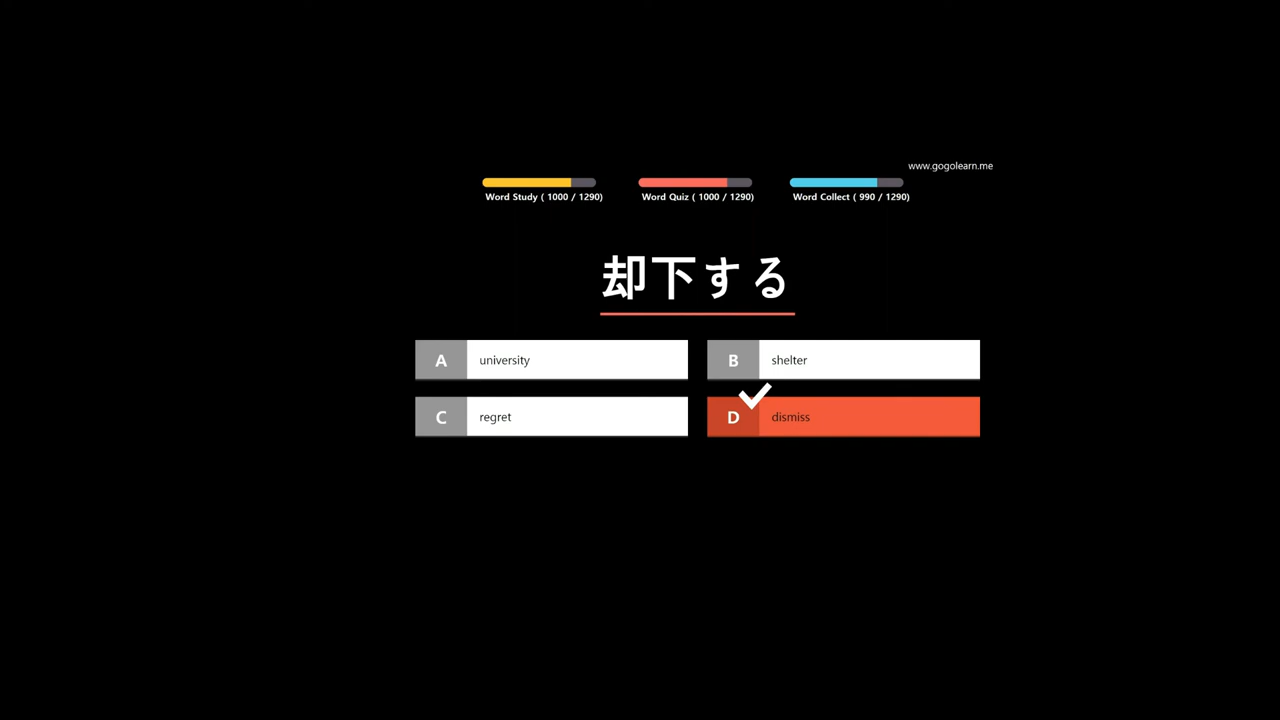 www.gogolearn.me
Word Study ( 1000 / 1290)
Word Quiz ( 1000 / 1290)
Word Collect ( 990 / 1290)
却下する
A university
B shelter
C regret
D dismiss